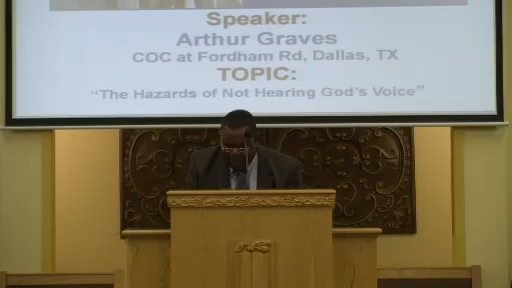 Speaker:
Arthur Graves
COC at Fordham Rd, Dallas, TX
TOPIC:
“The Hazards of Not Hearing God's Voice”